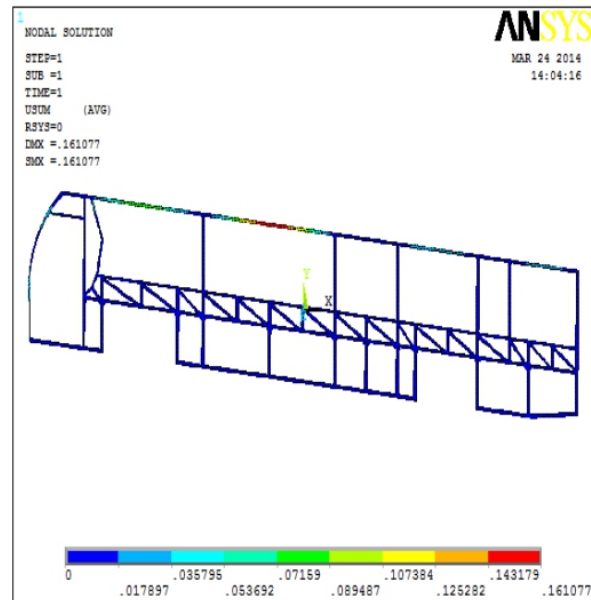 1
NODAL SOLUTION
ANSYS
STEP=1
SUB =1
TIME=1
USUM (AVG)
RSYS=0
DMX =.161077
SMX =.161077
MAR 24 2014
14:04:16
Y
X
0 .035795 .07159 .107384 .143179
.017897 .053692 .089487 .125282 .161077